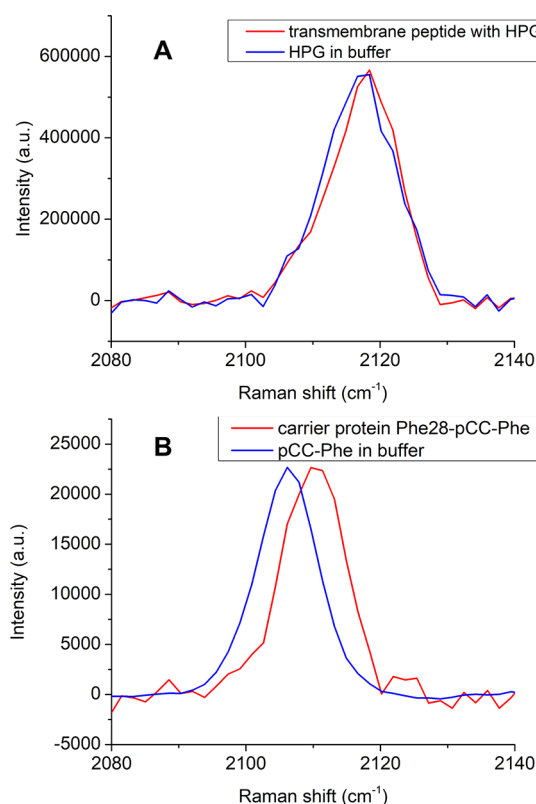 A
transmembrane peptide with HPG
HPG in buffer
Intensity (a.u.)
600000
400000
200000
0
2080
2100
2120
2140
Raman shift (cm-1)
B
carrier protein Phe28-pCC-Phe
pCC-Phe in buffer
Intensity (a.u.)
25000
20000
15000
10000
5000
0
-5000
2080
2100
2120
2140
Raman shift (cm-1)